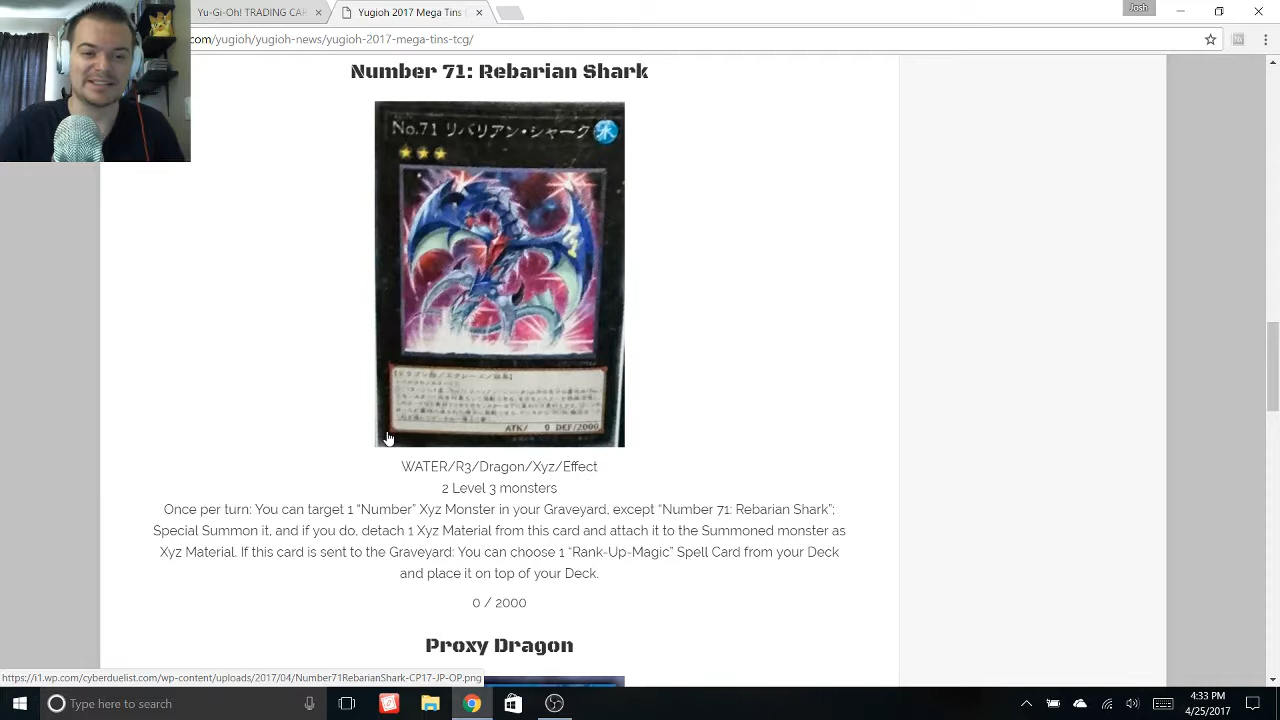 Yu-Gi-Oh! TRADING CAR
Yugioh 2017 Mega Tins
Josh
com/yugioh/yugioh-news/yugioh-2017-mega-tins-tcg/
Number 71: Rebarian Shark
No.71 リバリアン・シャーク 水
ATK/ 0 DEF/2000
WATER/R3/Dragon/Xyz/Effect
2 Level 3 monsters
Once per turn: You can target 1 “Number” Xyz Monster in your Graveyard, except “Number 71: Rebarian Shark”;
Special Summon it, and if you do, detach 1 Xyz Material from this card and attach it to the Summoned monster as
Xyz Material. If this card is sent to the Graveyard: You can choose 1 “Rank-Up-Magic” Spell Card from your Deck
and place it on top of your Deck.
0 / 2000
Proxy Dragon
https://i1.wp.com/cyberduelist.com/wp-content/uploads/2017/04/Number71RebarianShark-CP17-JP-OP.png
Type here to search
4:33 PM
4/25/2017